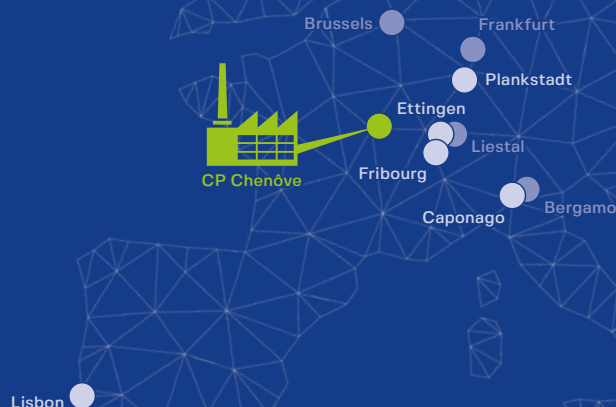 Brussels
Frankfurt
Plankstadt
Ettingen
Liestal
Fribourg
CP Chenôve
Caponago
Bergamo
Lisbon